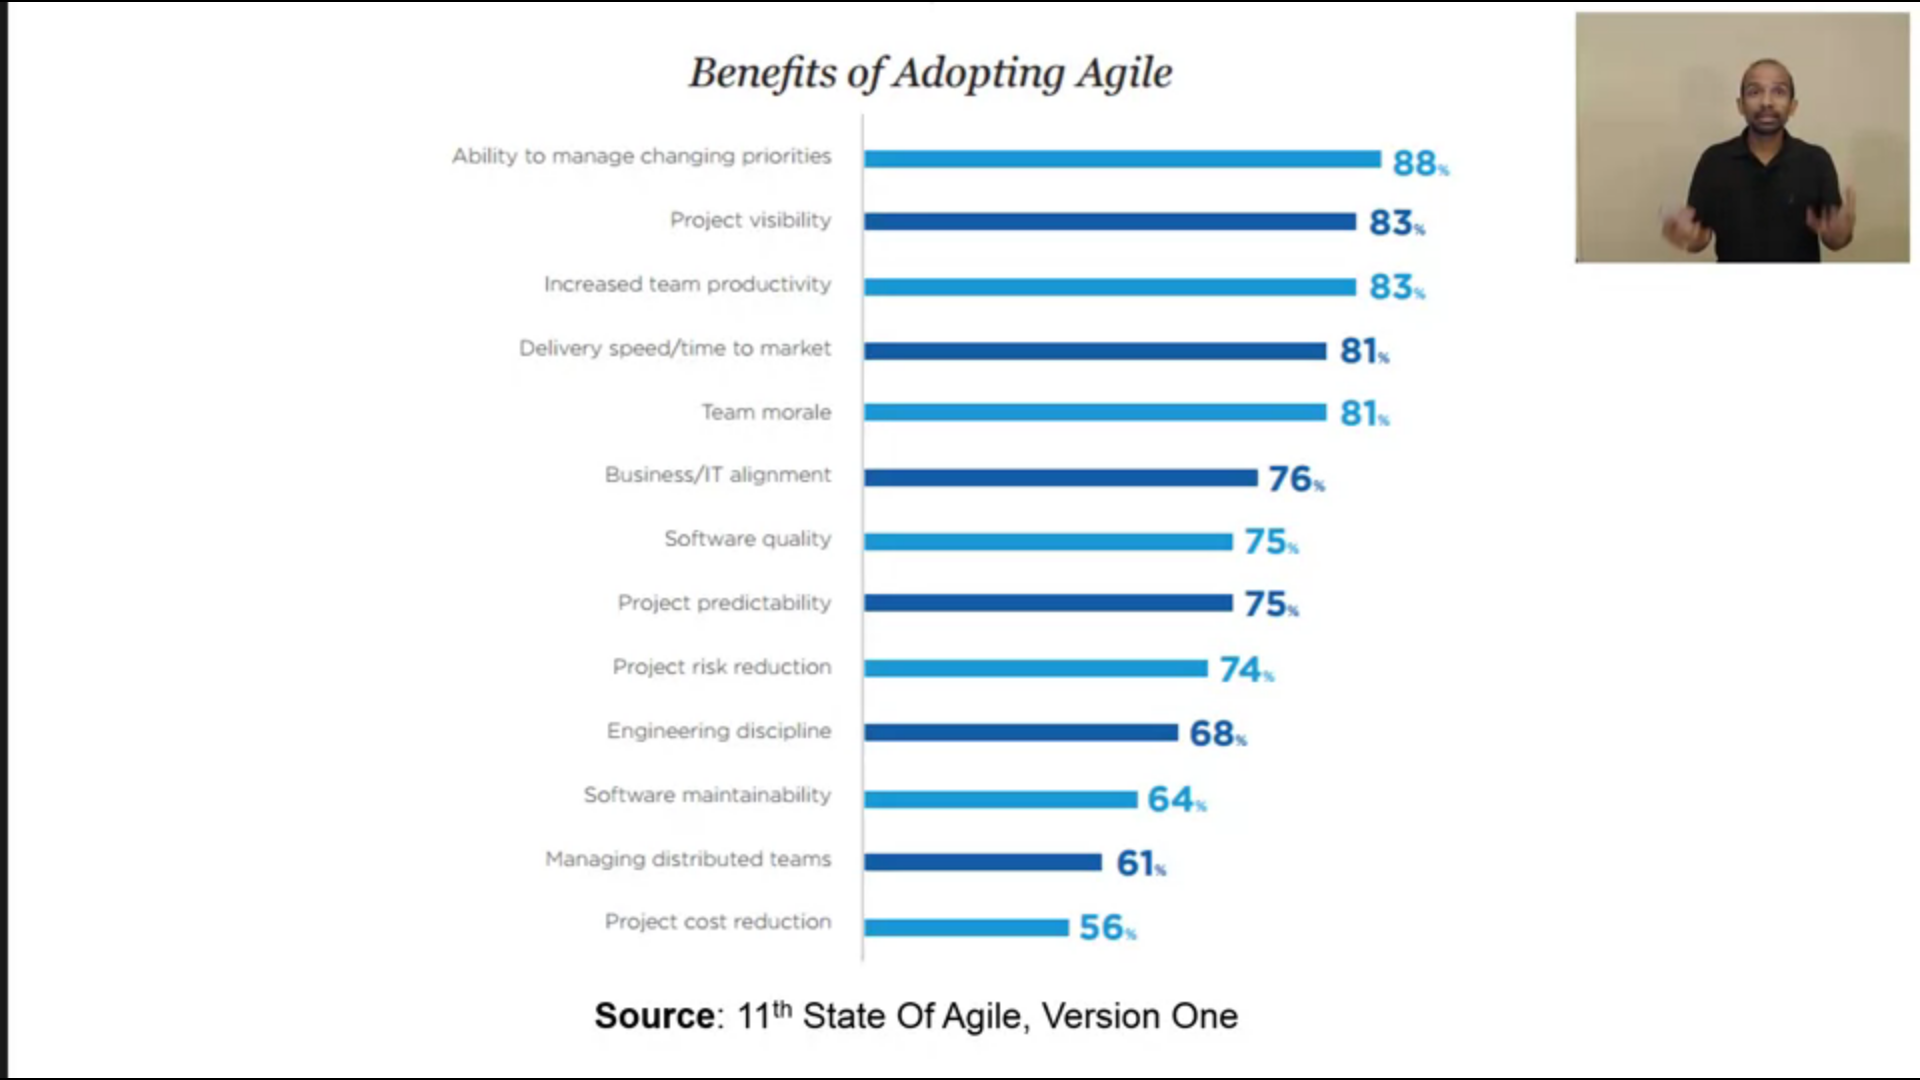 Benefits of Adopting Agile
Ability to manage changing priorities 88%
Project visibility 83%
Increased team productivity 83%
Delivery speed/time to market 81%
Team morale 81%
Business/IT alignment 76%
Software quality 75%
Project predictability 75%
Project risk reduction 74%
Engineering discipline 68%
Software maintainability 64%
Managing distributed teams 61%
Project cost reduction 56%
Source: 11th State Of Agile, Version One